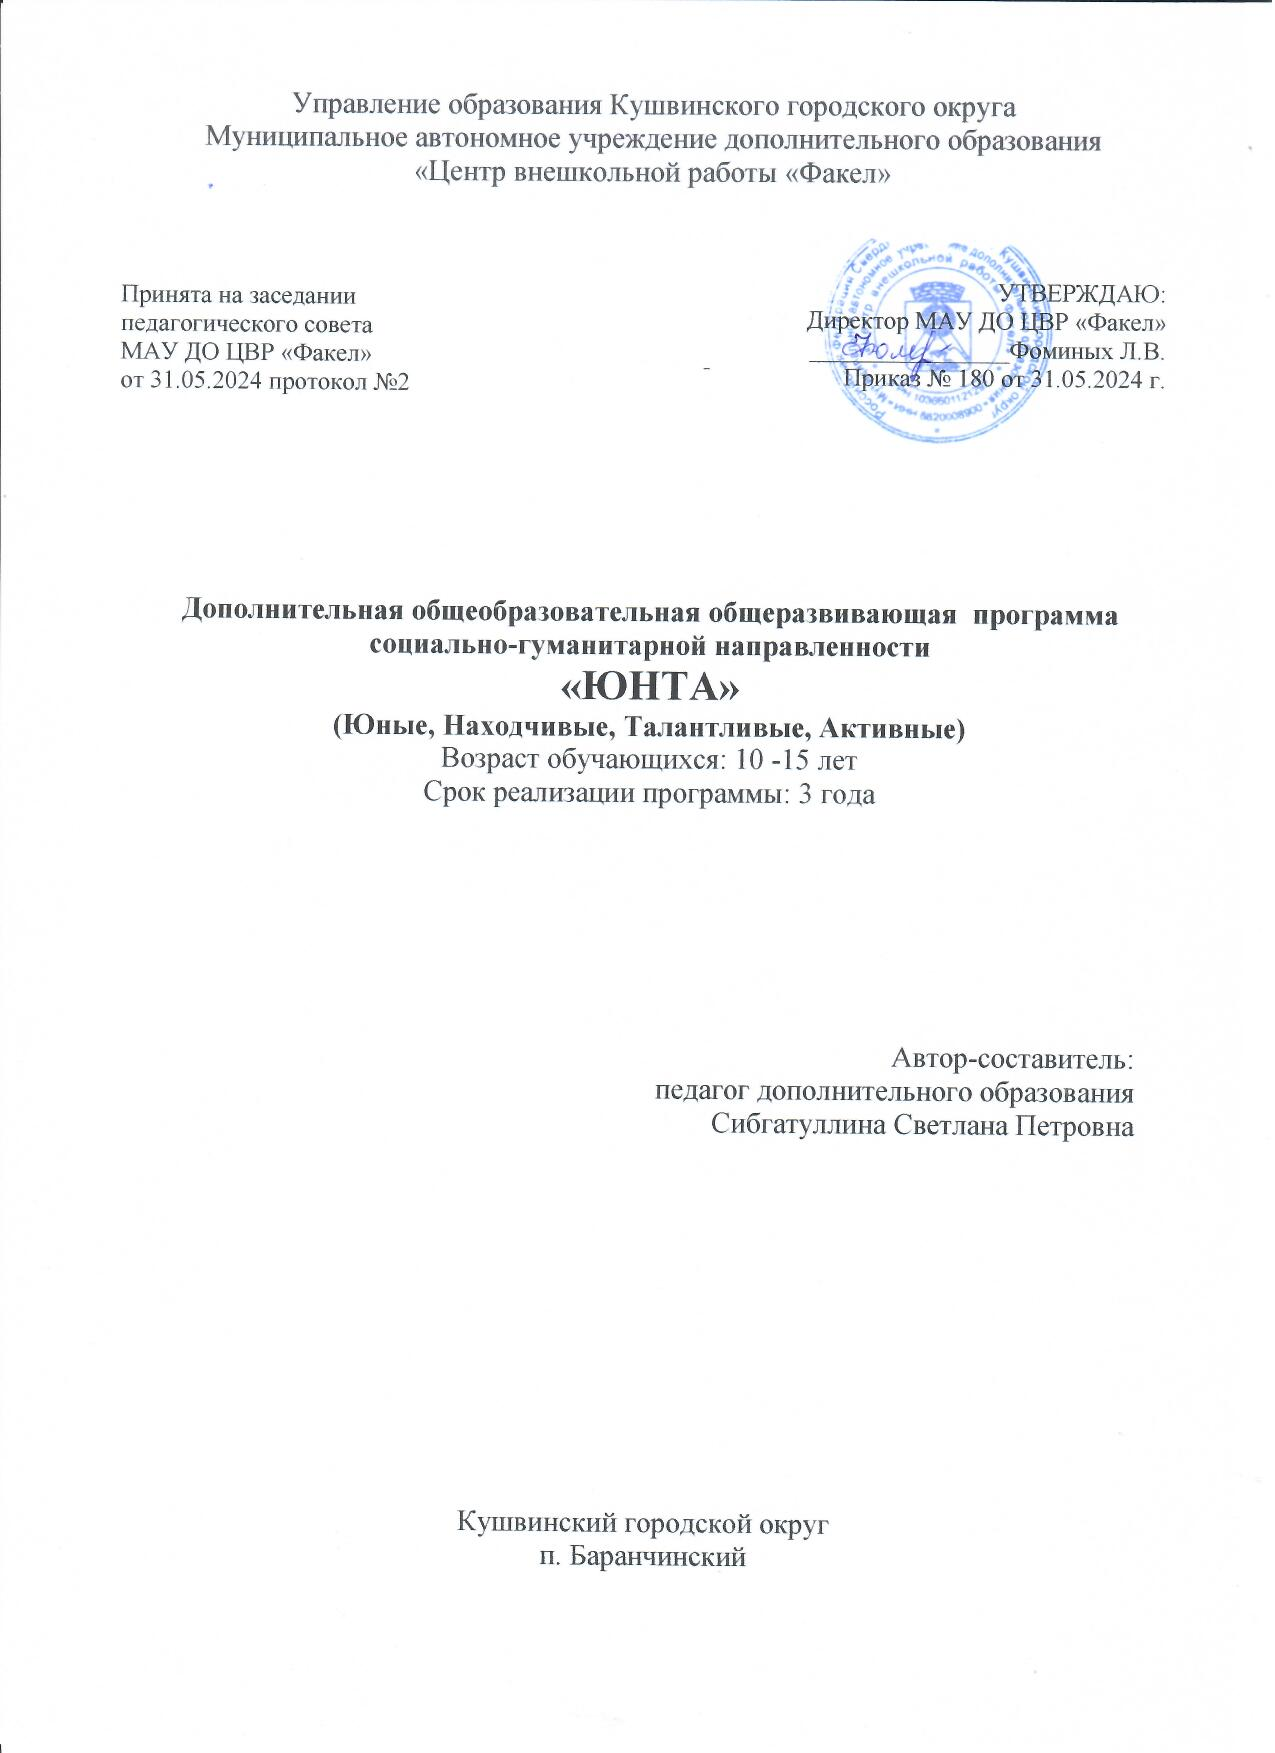 Управление образования Кушвинского городского округа
Муниципальное автономное учреждение дополнительного образования
«Центр внешкольной работы «Факел»
Принята на заседании
педагогического совета
МАУ ДО ЦВР «Факел»
от 31.05.2024 протокол №2
УТВЕРЖДАЮ:
Директор МАУ ДО ЦВР «Факел»
Фоминых Л.В.
Приказ № 180 от 31.05.2024 г.
Дополнительная общеобразовательная общеразвивающая программа
социально-гуманитарной направленности
«ЮНТА»
(Юные, Находчивые, Талантливые, Активные)
Возраст обучающихся: 10 -15 лет
Срок реализации программы: 3 года
Автор-составитель:
педагог дополнительного образования
Сибгатуллина Светлана Петровна
Кушвинский городской округ
п. Баранчинский